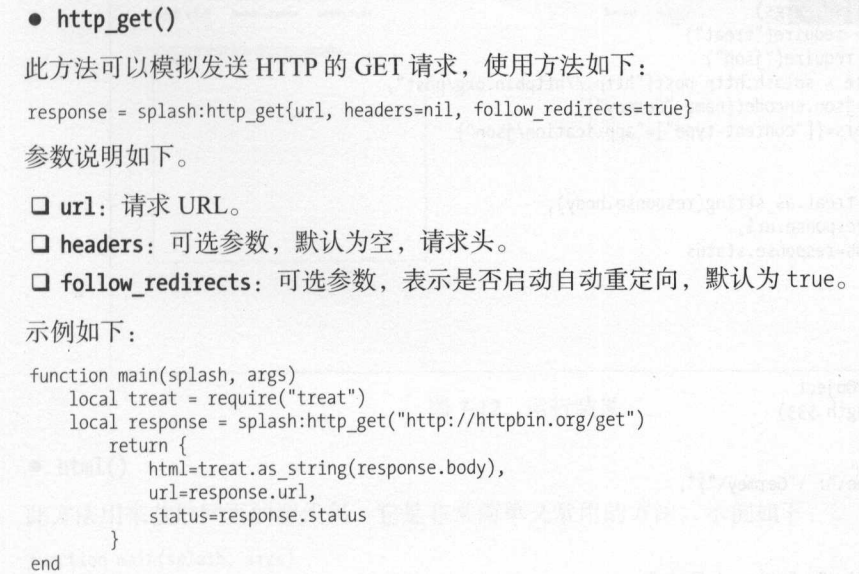 ● http_get()
此方法可以模拟发送 HTTP 的 GET 请求，使用方法如下：
response = splash:http_get{url, headers=nil, follow_redirects=true}
参数说明如下。
❑ url：请求 URL。
❑ headers：可选参数，默认为空，请求头。
❑ follow_redirects：可选参数，表示是否启动自动重定向，默认为 true。
示例如下：
function main(splash, args)
    local treat = require("treat")
    local response = splash:http_get("http://httpbin.org/get")
        return {
            html=treat.as_string(response.body),
            url=response.url,
            status=response.status
        }
end